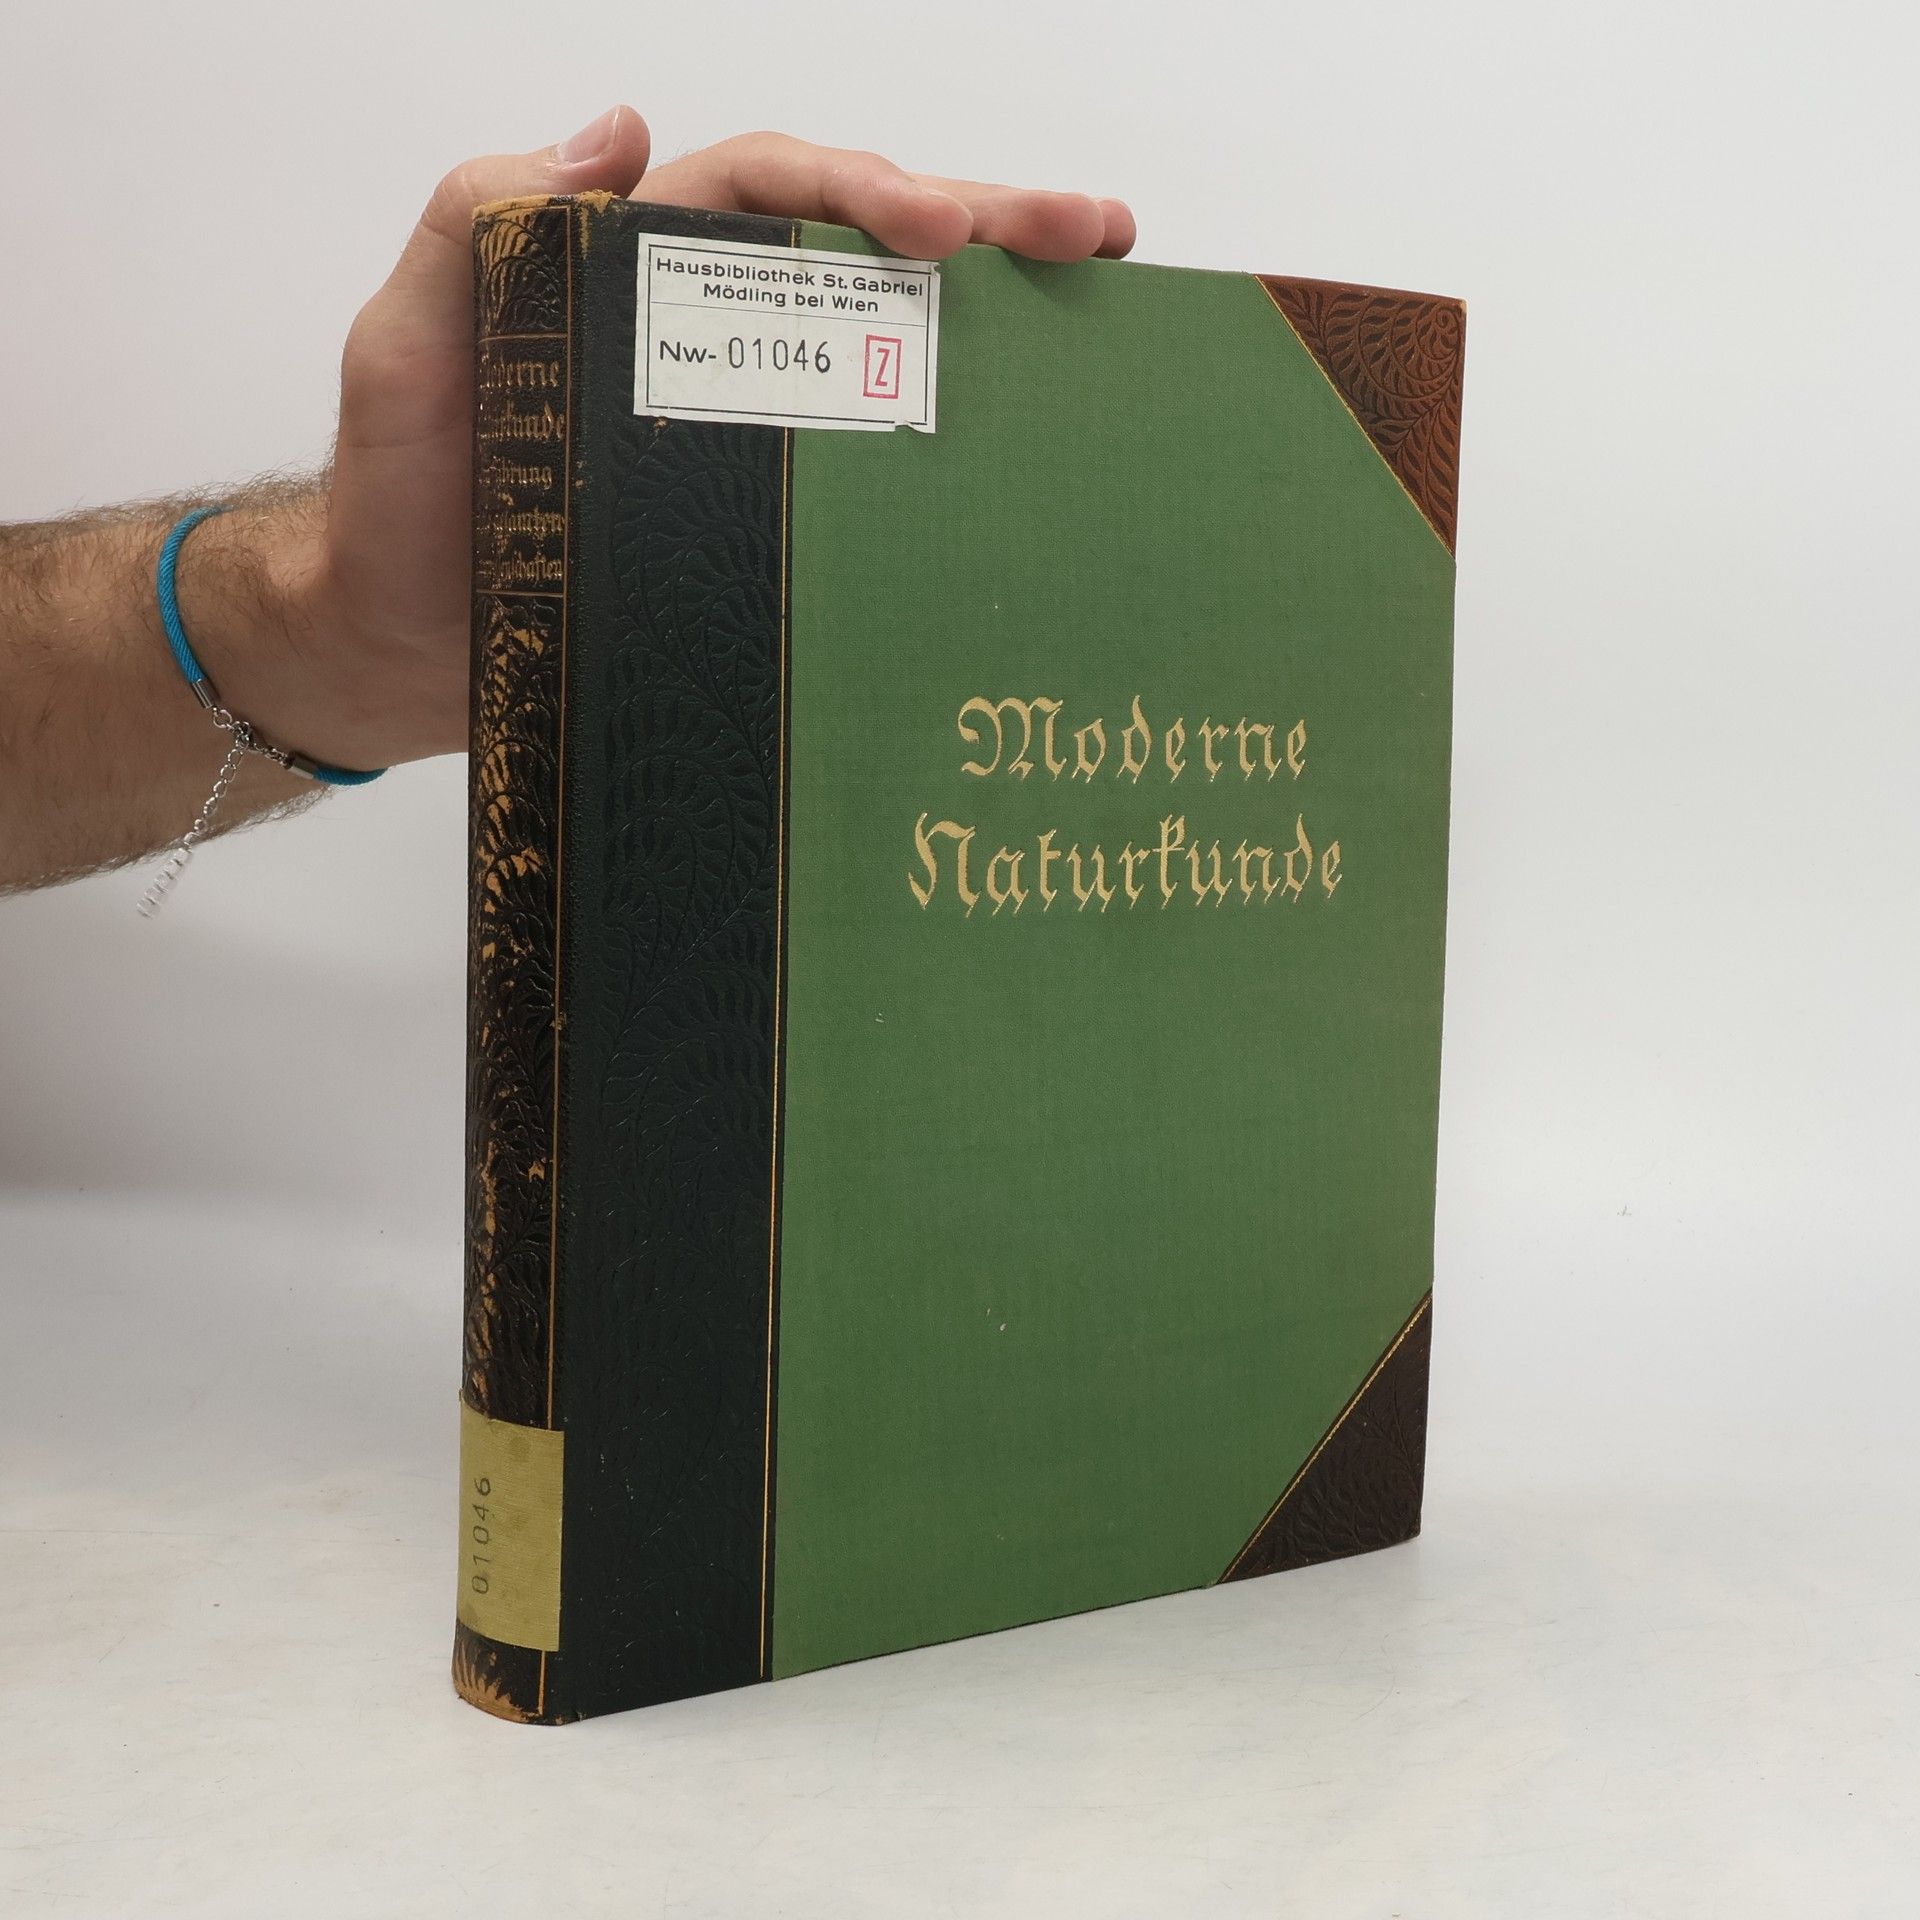 Hausbibliothek St. Gabriel
Mödling bei Wien
Nw- 01046 Z
Moderne
Naturkunde
Moderne
01046